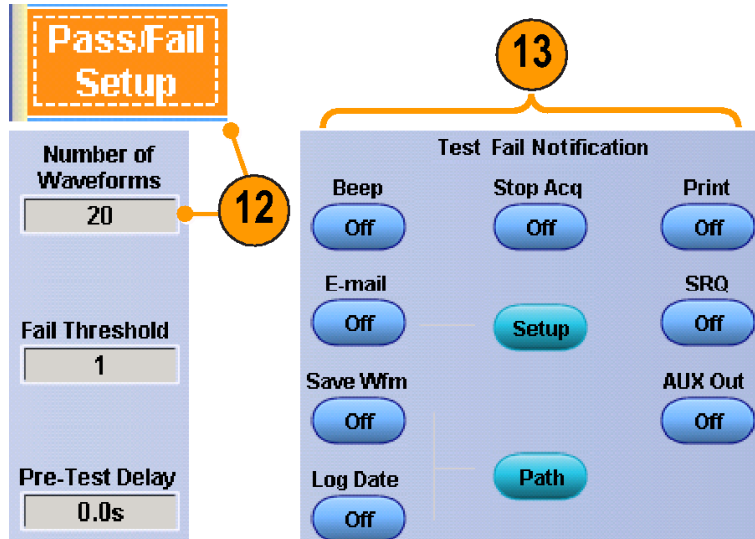 Pass/Fail
Setup
12
Number of
Waveforms
20
Fail Threshold
1
Pre-Test Delay
0.0s
13
Test Fail Notification
Beep
Off
Stop Acq
Off
Print
Off
E-mail
Off
Setup
SRQ
Off
Save Wfm
Off
AUX Out
Off
Log Date
Off
Path